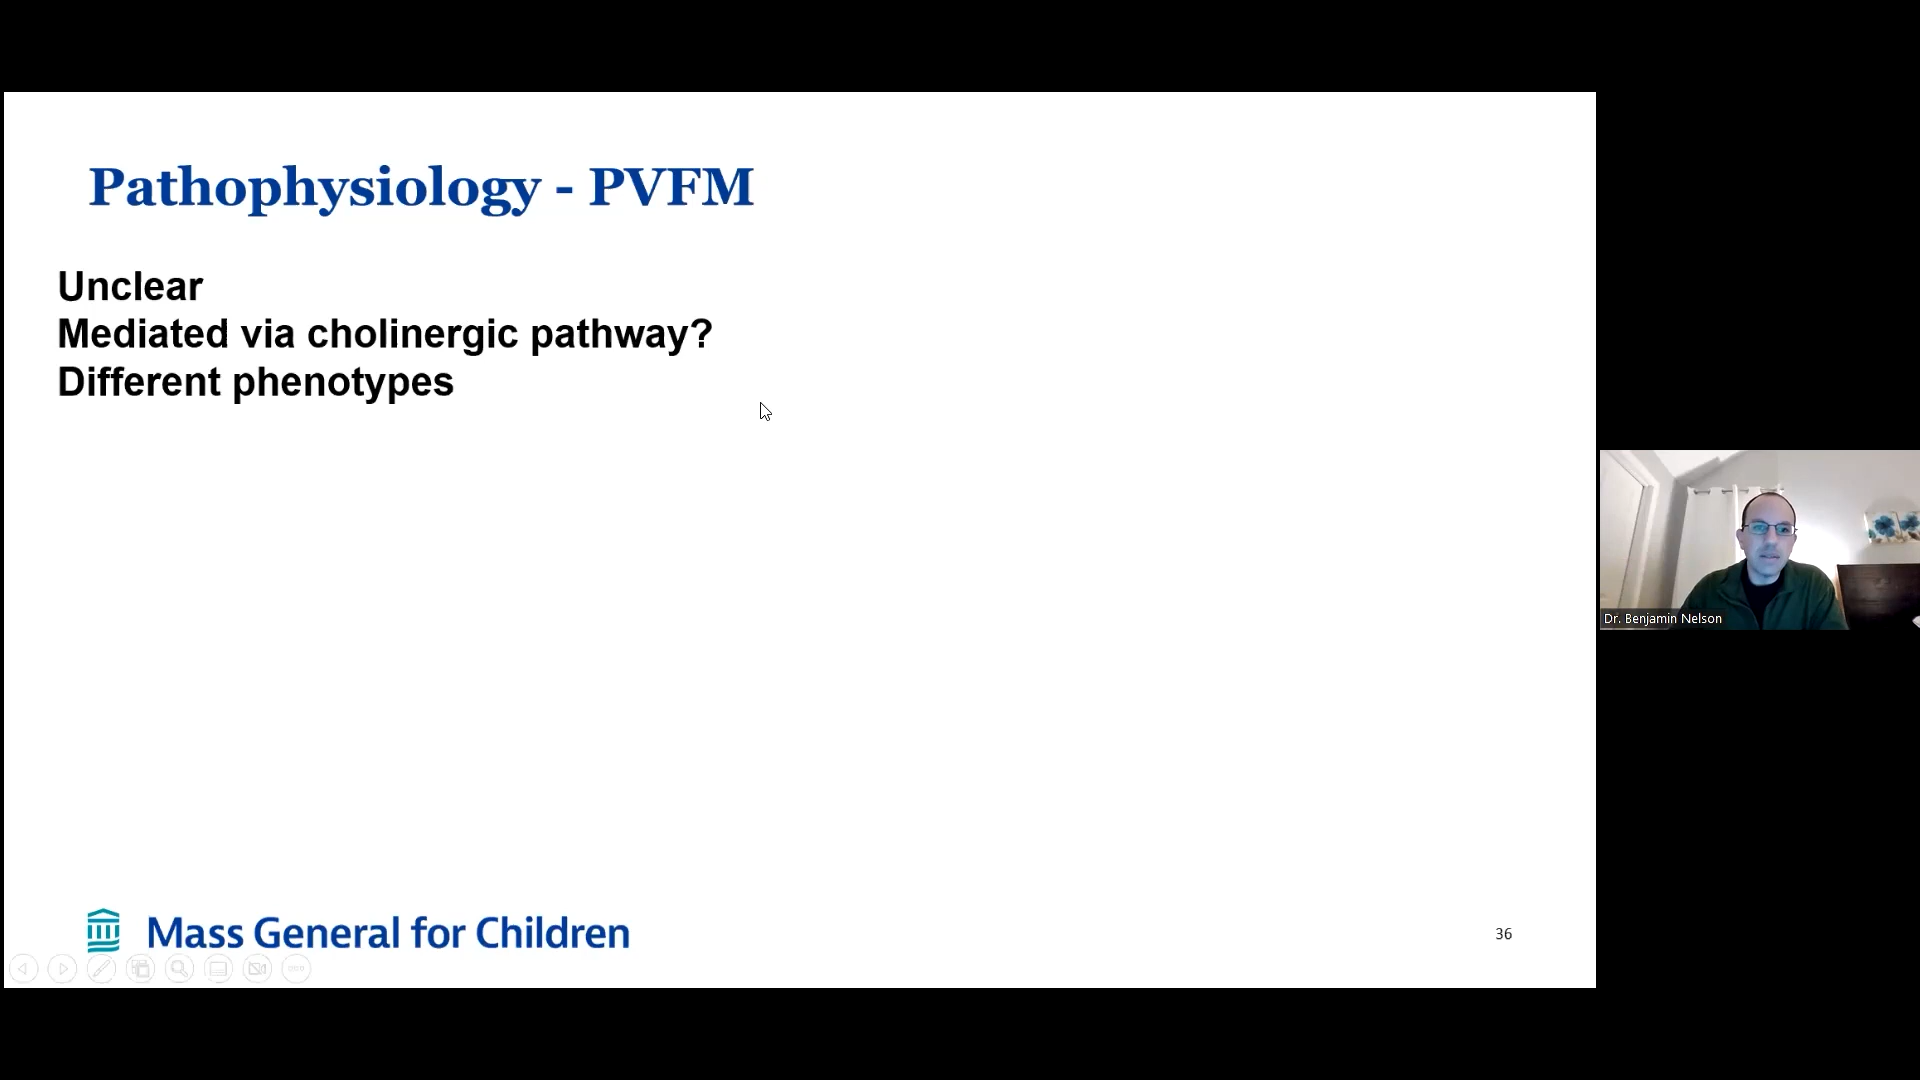 Pathophysiology - PVFM
Unclear
Mediated via cholinergic pathway?
Different phenotypes
Mass General for Children
36
Dr. Benjamin Nelson